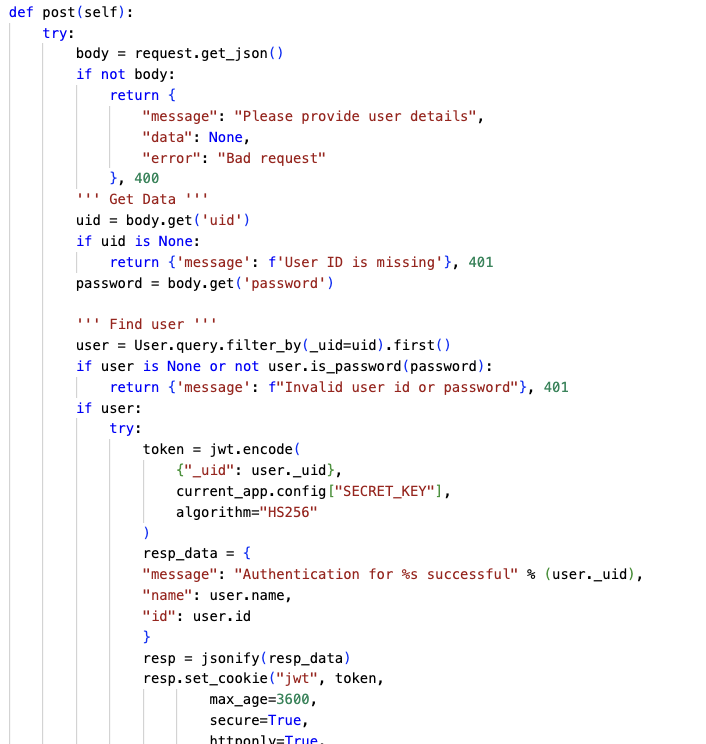 def post(self):
    try:
        body = request.get_json()
        if not body:
            return {
                "message": "Please provide user details",
                "data": None,
                "error": "Bad request"
            }, 400
        ''' Get Data '''
        uid = body.get('uid')
        if uid is None:
            return {'message': f'User ID is missing'}, 401
        password = body.get('password')

        ''' Find user '''
        user = User.query.filter_by(_uid=uid).first()
        if user is None or not user.is_password(password):
            return {'message': f"Invalid user id or password"}, 401
        if user:
            try:
                token = jwt.encode(
                    {"_uid": user._uid},
                    current_app.config["SECRET_KEY"],
                    algorithm="HS256"
                )
                resp_data = {
                "message": "Authentication for %s successful" % (user._uid),
                "name": user.name,
                "id": user.id
                }
                resp = jsonify(resp_data)
                resp.set_cookie("jwt", token,
                        max_age=3600,
                        secure=True,
                        httponly=True,